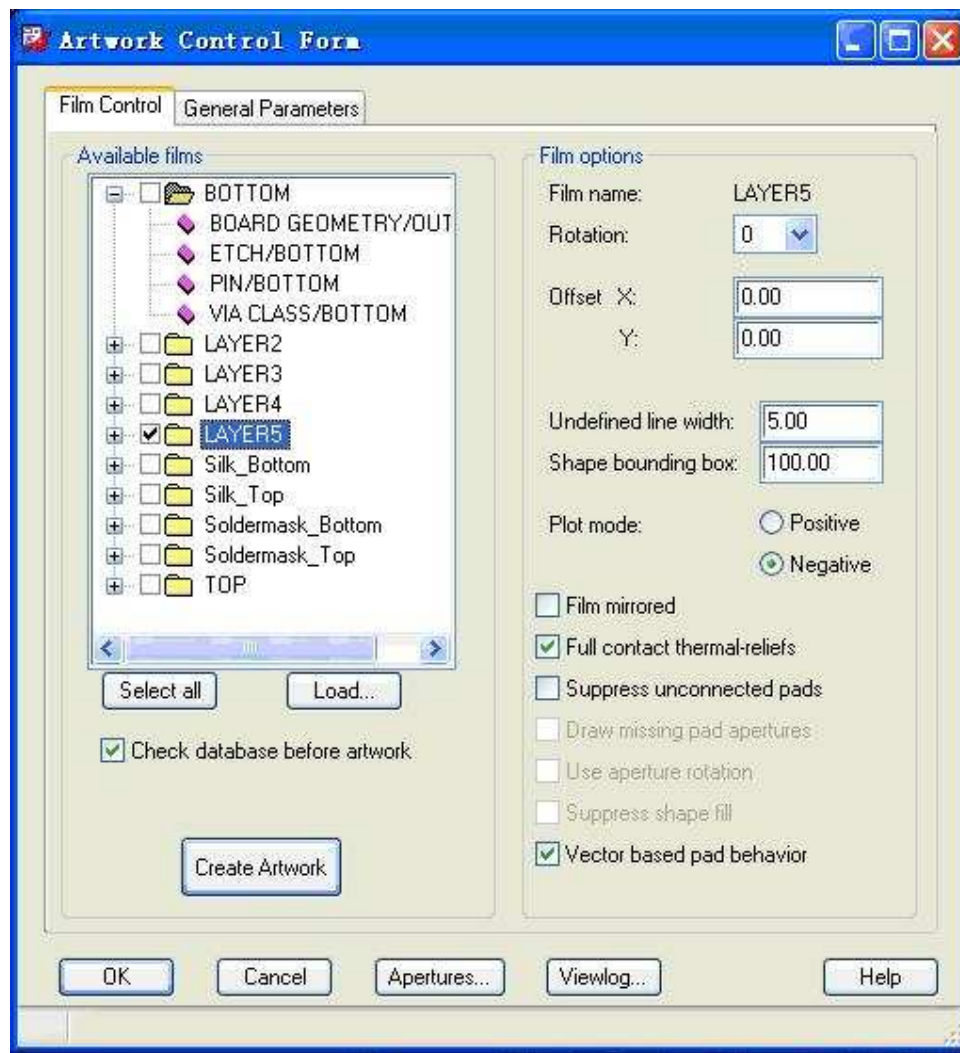 Artwork Control Form
Film Control
General Parameters
Available films
BOTTOM
BOARD GEOMETRY/OUT
ETCH/BOTTOM
PIN/BOTTOM
VIA CLASS/BOTTOM
LAYER2
LAYER3
LAYER4
LAYER5
Silk_Bottom
Silk_Top
Soldermask_Bottom
Soldermask_Top
TOP
Select all
Load...
Check database before artwork
Create Artwork
Film options
Film name: LAYER5
Rotation: 0
Offset X: 0.00
Y: 0.00
Undefined line width: 5.00
Shape bounding box: 100.00
Plot mode: Positive
Negative
Film mirrored
Full contact thermal-reliefs
Suppress unconnected pads
Draw missing pad apertures
Use aperture rotation
Suppress shape fill
Vector based pad behavior
OK
Cancel
Apertures...
Viewlog...
Help